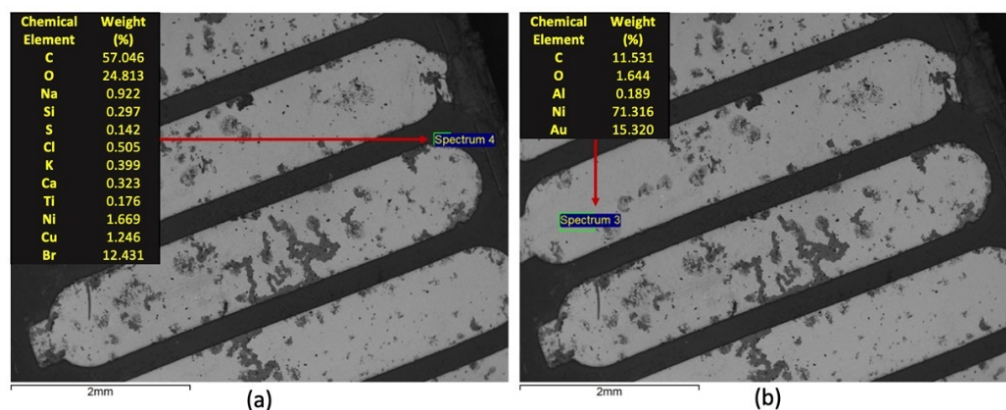 Chemical Element Weight (%)
C 57.046
O 24.813
Na 0.922
Si 0.297
S 0.142
Cl 0.505
K 0.399
Ca 0.323
Ti 0.176
Ni 1.669
Cu 1.246
Br 12.431
Spectrum 4
2mm
(a)
Chemical Element Weight (%)
C 11.531
O 1.644
Al 0.189
Ni 71.316
Au 15.320
Spectrum 3
2mm
(b)